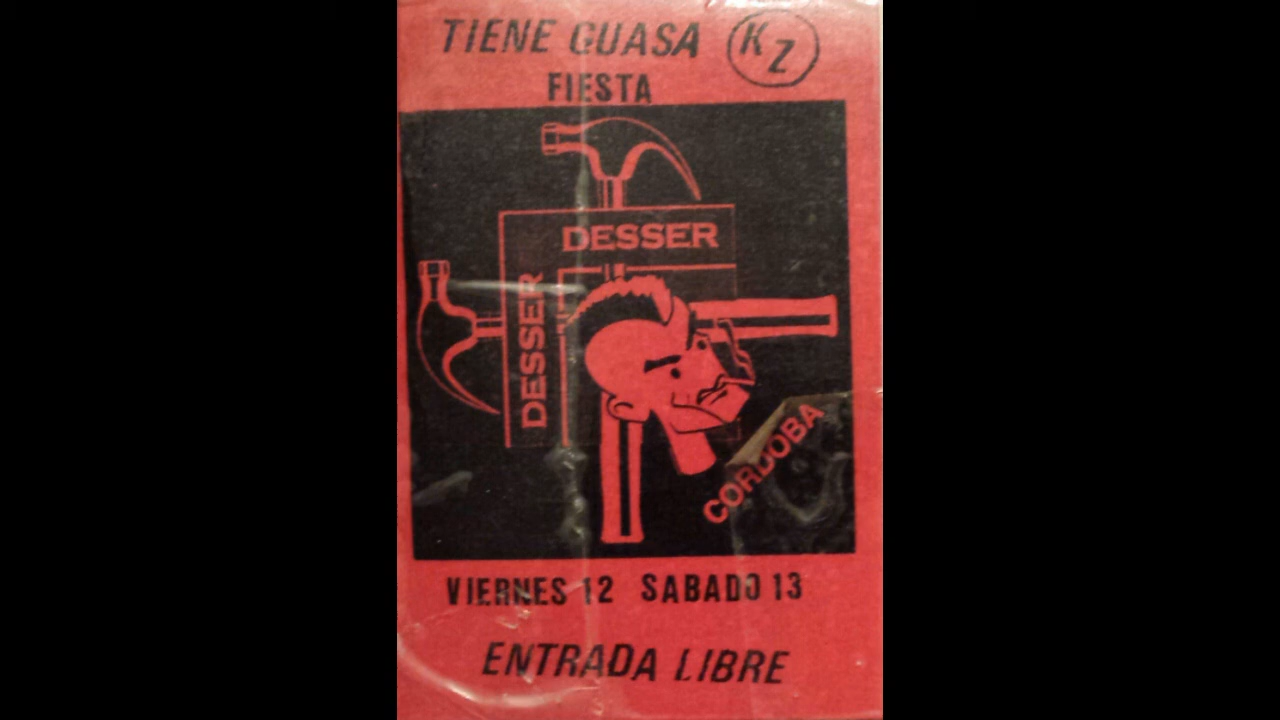 TIENE GUASA
KZ
FIESTA
DESSER
DESSER
CORDOBA
VIERNES 12 SABADO 13
ENTRADA LIBRE